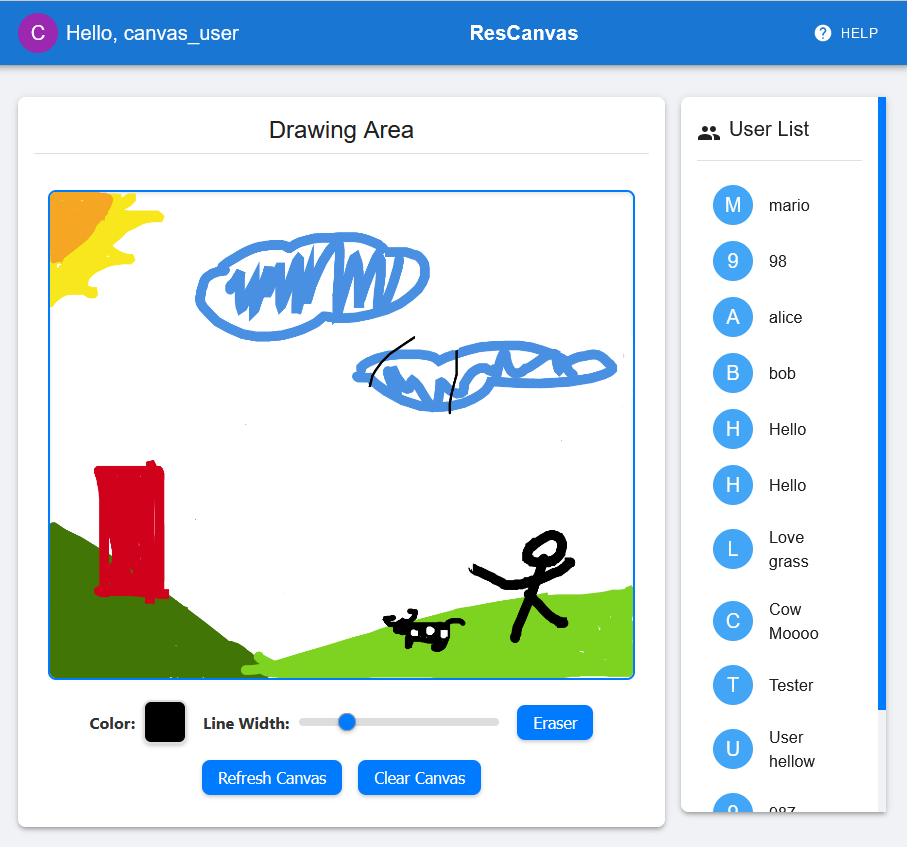 C Hello, canvas_user
ResCanvas
? HELP
Drawing Area
User List
M mario
9 98
A alice
B bob
H Hello
H Hello
L Love
grass
C Cow
Moooo
T Tester
U User
hellow
Color:
Line Width:
Eraser
Refresh Canvas
Clear Canvas